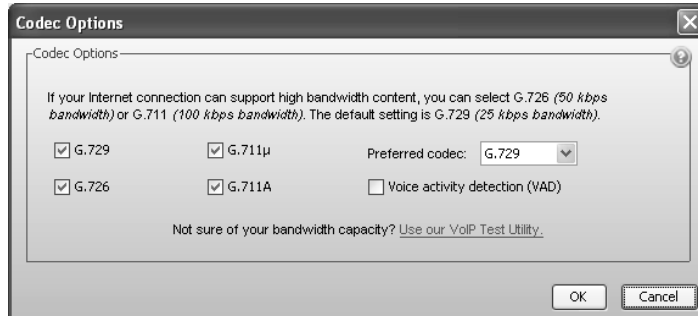 Codec Options
Codec Options
If your Internet connection can support high bandwidth content, you can select G.726 (50 kbps
bandwidth) or G.711 (100 kbps bandwidth). The default setting is G.729 (25 kbps bandwidth).
G.729 G.711µ Preferred codec: G.729
G.726 G.711A Voice activity detection (VAD)
Not sure of your bandwidth capacity? Use our VoIP Test Utility.
OK Cancel